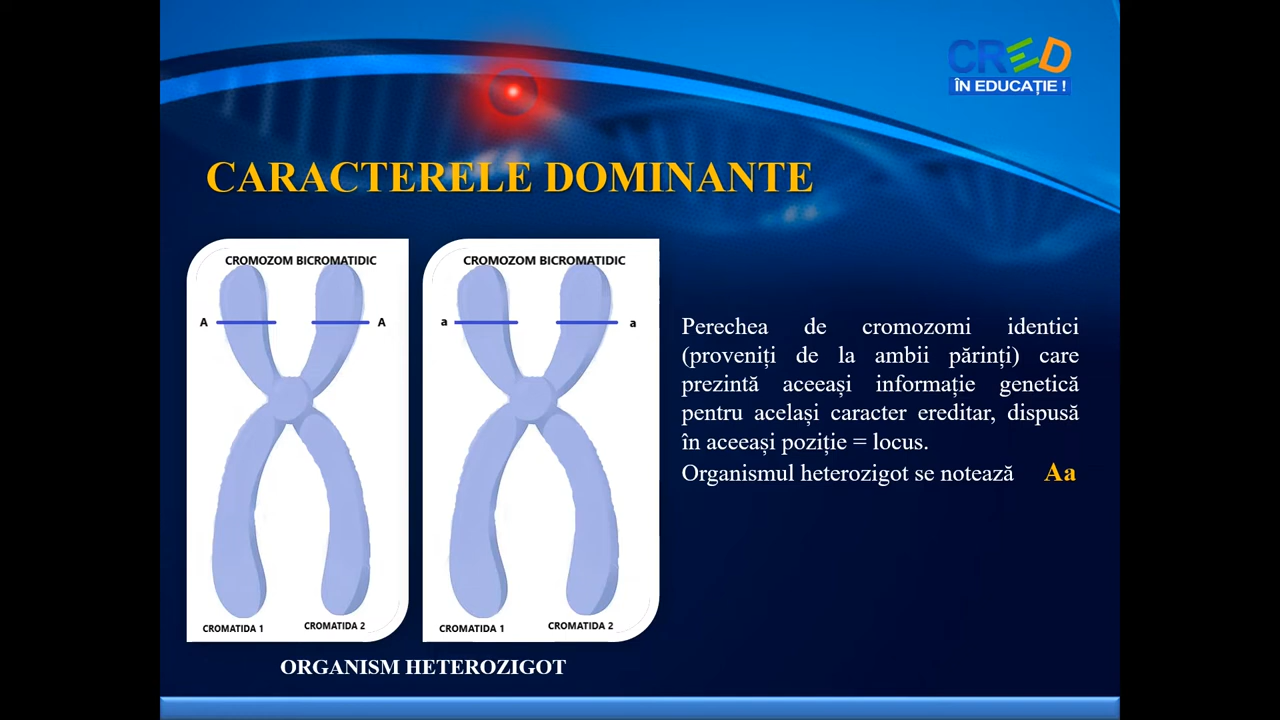 CRED
ÎN EDUCAȚIE !
CARACTERELE DOMINANTE
CROMOZOM BICROMATIDIC
A
A
CROMATIDA 1
CROMATIDA 2
CROMOZOM BICROMATIDIC
a
a
CROMATIDA 1
CROMATIDA 2
ORGANISM HETEROZIGOT
Perechea de cromozomi identici
(proveniți de la ambii părinți) care
prezintă aceeași informație genetică
pentru același caracter ereditar, dispusă
în aceeași poziție = locus.
Organismul heterozigot se notează Aa